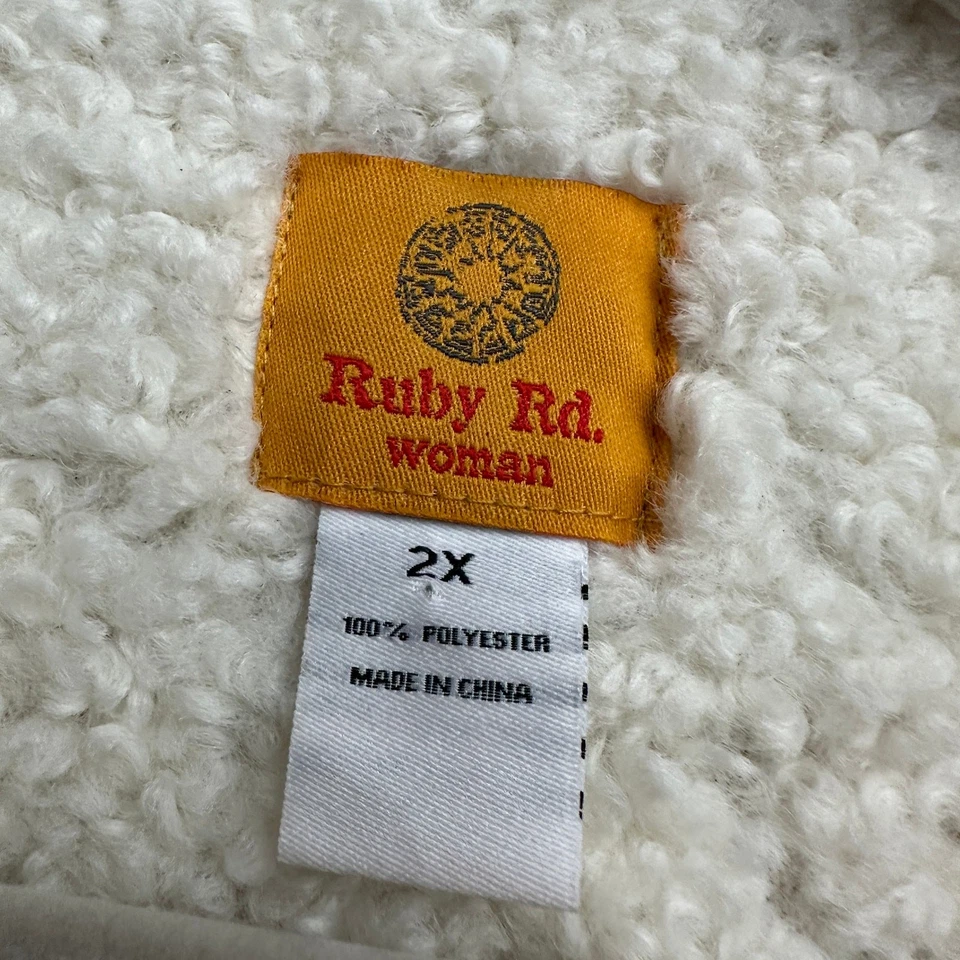 Ruby Rd.
woman
2X
100% POLYESTER
MADE IN CHINA